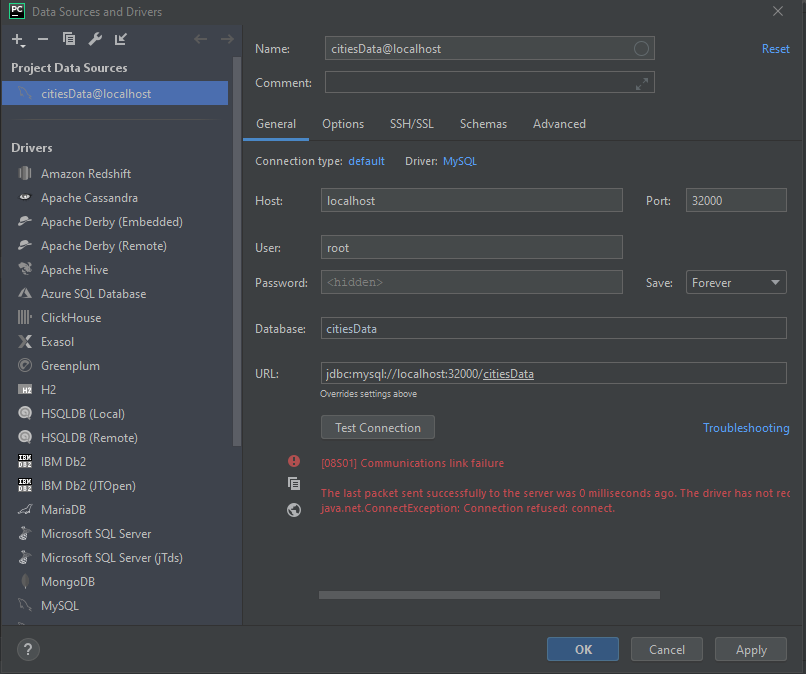 PC Data Sources and Drivers
Project Data Sources
citiesData@localhost
Drivers
Amazon Redshift
Apache Cassandra
Apache Derby (Embedded)
Apache Derby (Remote)
Apache Hive
Azure SQL Database
ClickHouse
Exasol
Greenplum
H2 H2
HSQLDB (Local)
HSQLDB (Remote)
IBM DB2 IBM Db2
IBM DB2 IBM Db2 (JTOpen)
MariaDB
Microsoft SQL Server
Microsoft SQL Server (jTds)
MongoDB
MySQL
Name: citiesData@localhost Reset
Comment:
General Options SSH/SSL Schemas Advanced
Connection type: default Driver: MySQL
Host: localhost Port: 32000
User: root
Password: <hidden> Save: Forever
Database: citiesData
URL: jdbc:mysql://localhost:32000/citiesData
Overrides settings above
Test Connection Troubleshooting
[08S01] Communications link failure
The last packet sent successfully to the server was 0 milliseconds ago. The driver has not rec
java.net.ConnectException: Connection refused: connect.
? OK Cancel Apply